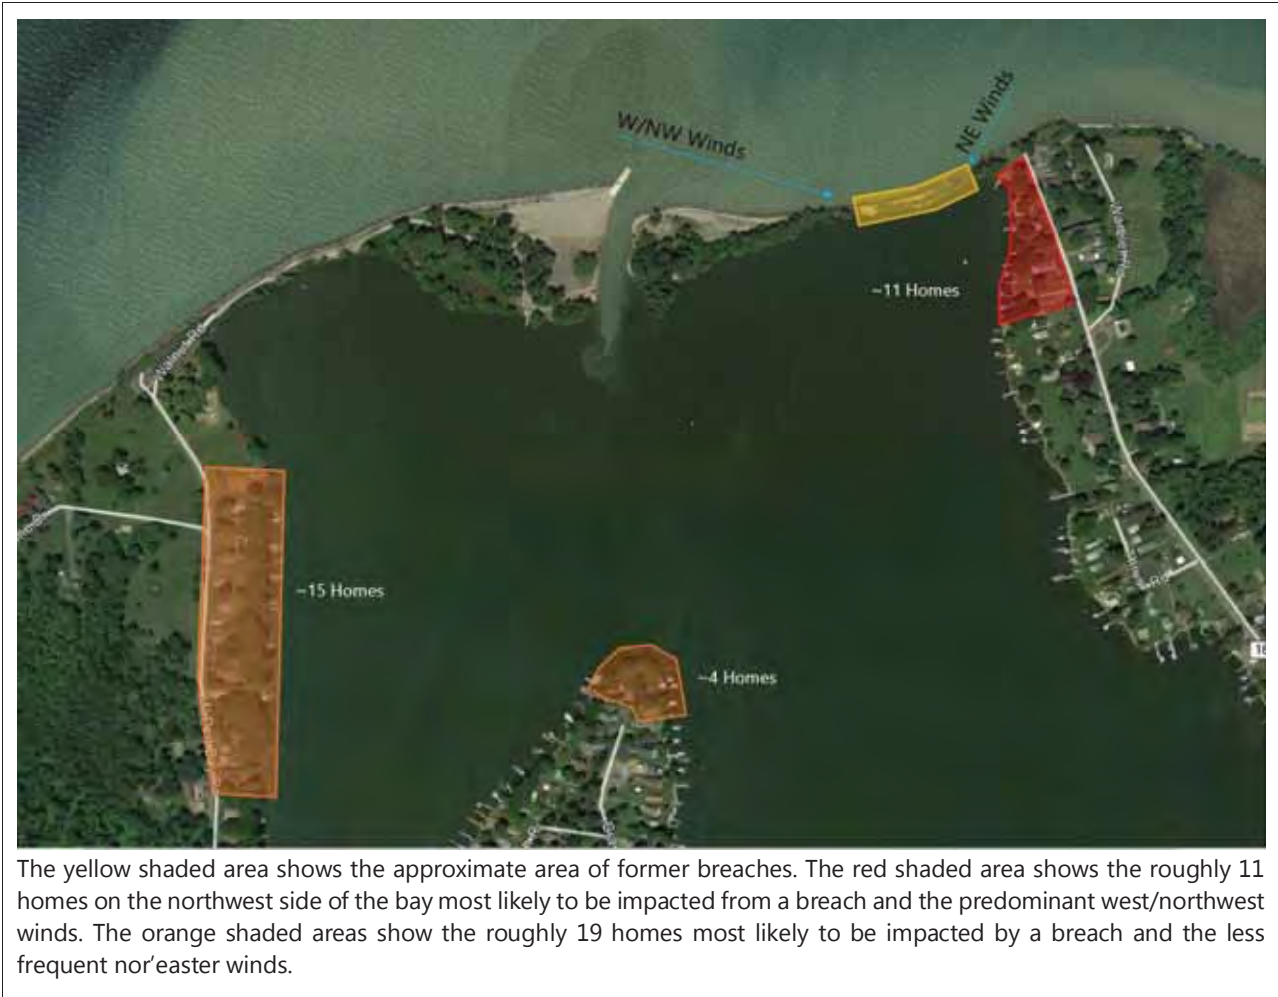 W/NW Winds
NE Winds
~11 Homes
~15 Homes
~4 Homes
Rd
The yellow shaded area shows the approximate area of former breaches. The red shaded area shows the roughly 11
homes on the northwest side of the bay most likely to be impacted from a breach and the predominant west/northwest
winds. The orange shaded areas show the roughly 19 homes most likely to be impacted by a breach and the less
frequent nor’easter winds.